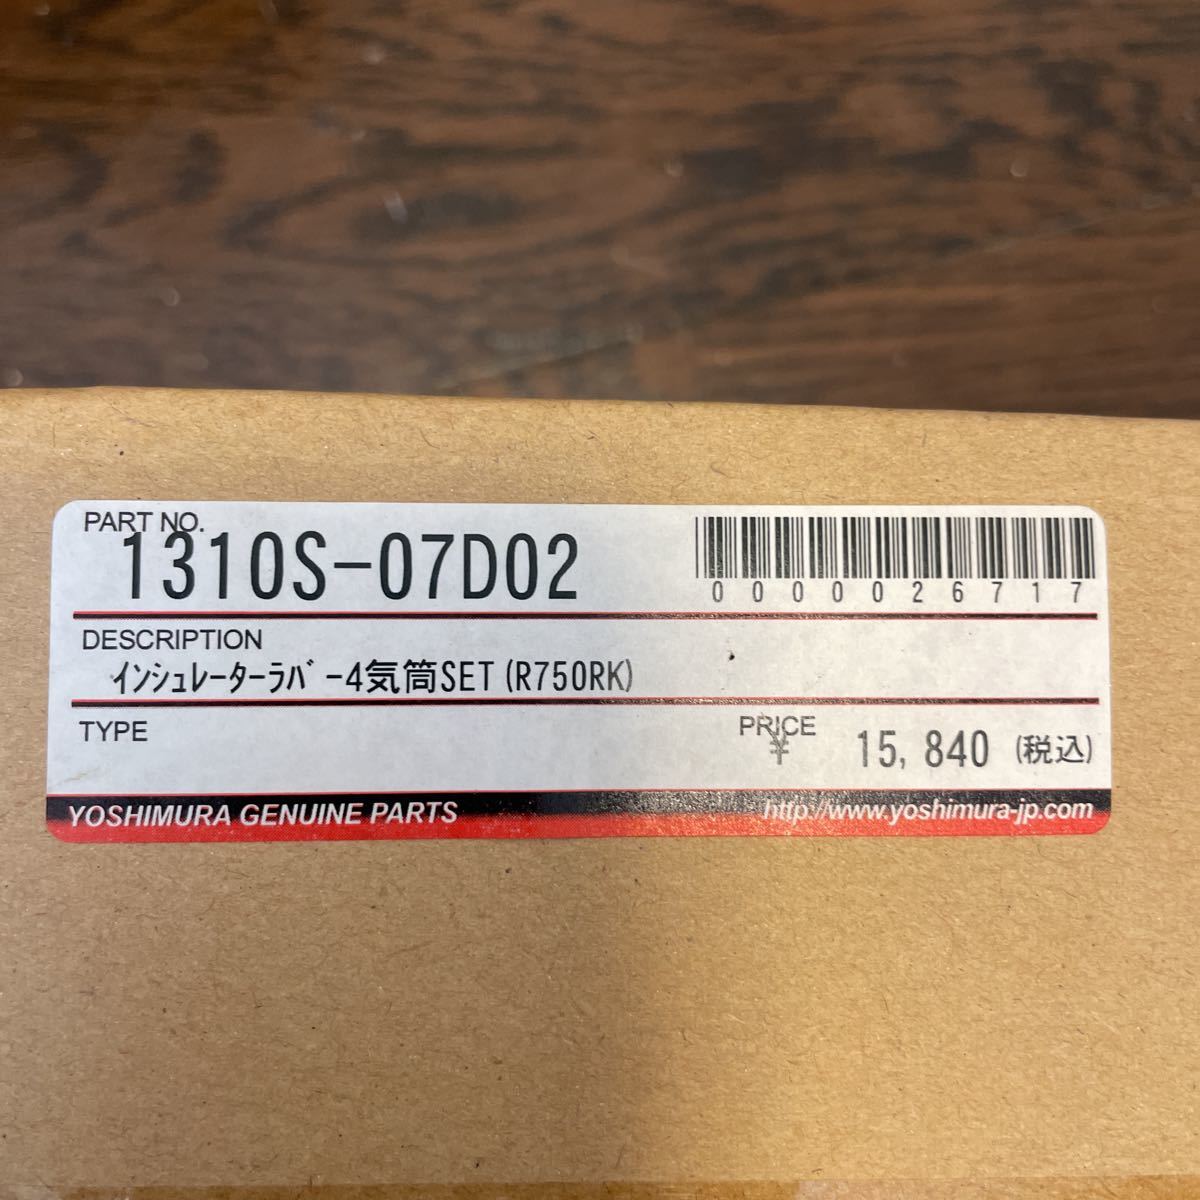 PART NO.
1310S-07D02
0000026717
DESCRIPTION
ｲﾝｼｭﾚｰﾀｰﾗﾊﾞｰ4気筒SET(R750RK)
TYPE
PRICE
¥ 15,840 (税込)
YOSHIMURA GENUINE PARTS
http://www.yoshimura-jp.com